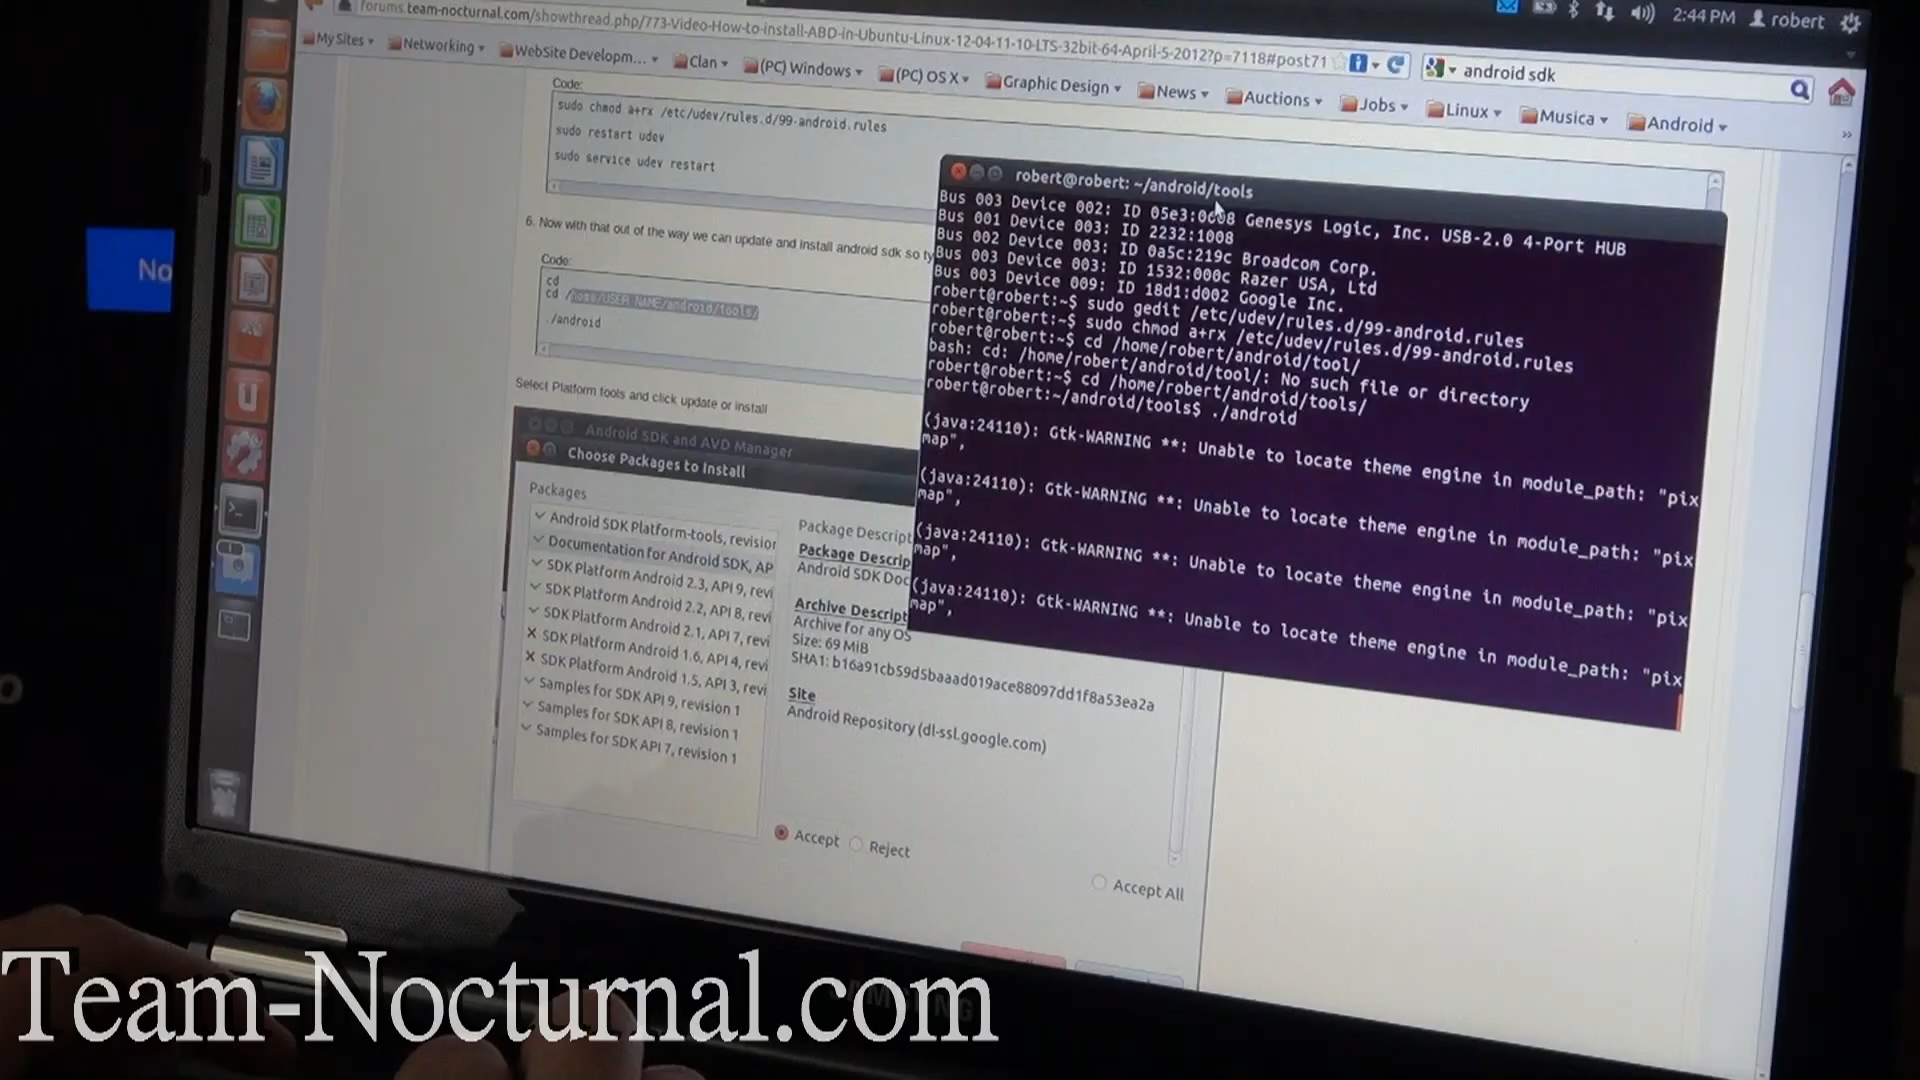 forums.team-nocturnal.com/showthread.php/773-Video-How-to-install-ABD-in-Ubuntu-Linux-12-04-11-10-LTS-32bit-64-April-5-2012?p=7118#post71
android sdk
2:44 PM robert
My Sites
Networking
WebSite Developm...
Clan
(PC) Windows
(PC) OS X
Graphic Design
News
Auctions
Jobs
Linux
Musica
Android
Code:
sudo chmod a+rx /etc/udev/rules.d/99-android.rules
sudo restart udev
sudo service udev restart
6. Now with that out of the way we can update and install android sdk so ty
Code:
cd
cd /home/USER NAME/android/tools/
./android
Select Platform tools and click update or install
Android SDK and AVD Manager
Choose Packages to Install
Packages
Android SDK Platform-tools, revision
Documentation for Android SDK, AP
SDK Platform Android 2.3, API 9, revi
SDK Platform Android 2.2, API 8, revi
SDK Platform Android 2.1, API 7, revi
SDK Platform Android 1.6, API 4, revi
SDK Platform Android 1.5, API 3, revi
Samples for SDK API 9, revision 1
Samples for SDK API 8, revision 1
Samples for SDK API 7, revision 1
Package Descript
Package Descrip
Android SDK Doc
Archive Descript
Archive for any OS
Size: 69 MiB
SHA1: b16a91cb59d5baaad019ace88097dd1f8a53ea2a
Site
Android Repository (dl-ssl.google.com)
Accept
Reject
Accept All
robert@robert: ~/android/tools
Bus 003 Device 002: ID 05e3:0608 Genesys Logic, Inc. USB-2.0 4-Port HUB
Bus 001 Device 003: ID 2232:1008
Bus 002 Device 003: ID 0a5c:219c Broadcom Corp.
Bus 003 Device 003: ID 1532:000c Razer USA, Ltd
Bus 003 Device 009: ID 18d1:d002 Google Inc.
robert@robert:~$ sudo gedit /etc/udev/rules.d/99-android.rules
robert@robert:~$ sudo chmod a+rx /etc/udev/rules.d/99-android.rules
robert@robert:~$ cd /home/robert/android/tool/
bash: cd: /home/robert/android/tool/: No such file or directory
robert@robert:~$ cd /home/robert/android/tools/
robert@robert:~/android/tools$ ./android
(java:24110): Gtk-WARNING **: Unable to locate theme engine in module_path: "pix
map",
(java:24110): Gtk-WARNING **: Unable to locate theme engine in module_path: "pix
map",
(java:24110): Gtk-WARNING **: Unable to locate theme engine in module_path: "pix
map",
(java:24110): Gtk-WARNING **: Unable to locate theme engine in module_path: "pix
map",
No
SAMSUNG
Team-Nocturnal.com